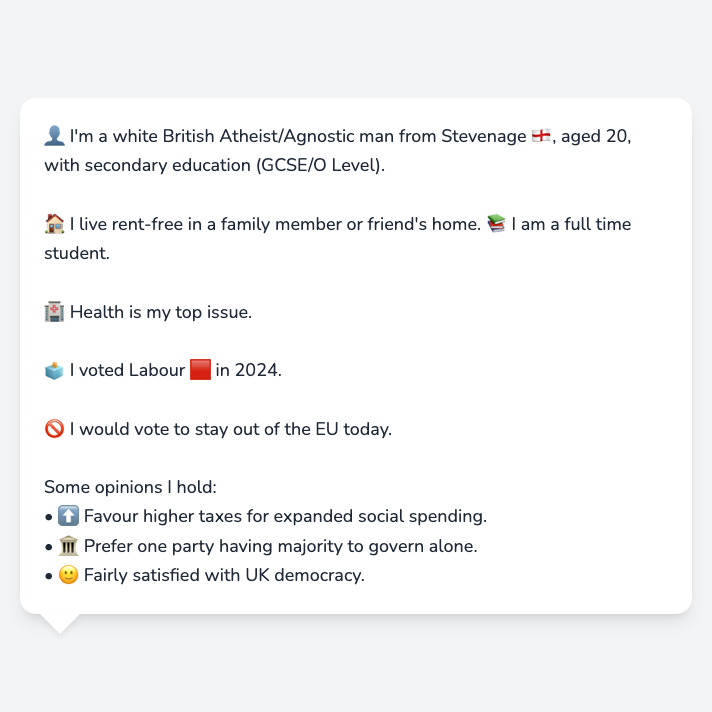 👤 I'm a white British Atheist/Agnostic man from Stevenage 🏴󠁧󠁢󠁥󠁮󠁧󠁿, aged 20,
with secondary education (GCSE/O Level).
🏠 I live rent-free in a family member or friend's home. 📚 I am a full time
student.
🏥 Health is my top issue.
🗳️ I voted Labour 🟥 in 2024.
🚫 I would vote to stay out of the EU today.
Some opinions I hold:
• ⬆️ Favour higher taxes for expanded social spending.
• 🏛️ Prefer one party having majority to govern alone.
• 🙂 Fairly satisfied with UK democracy.